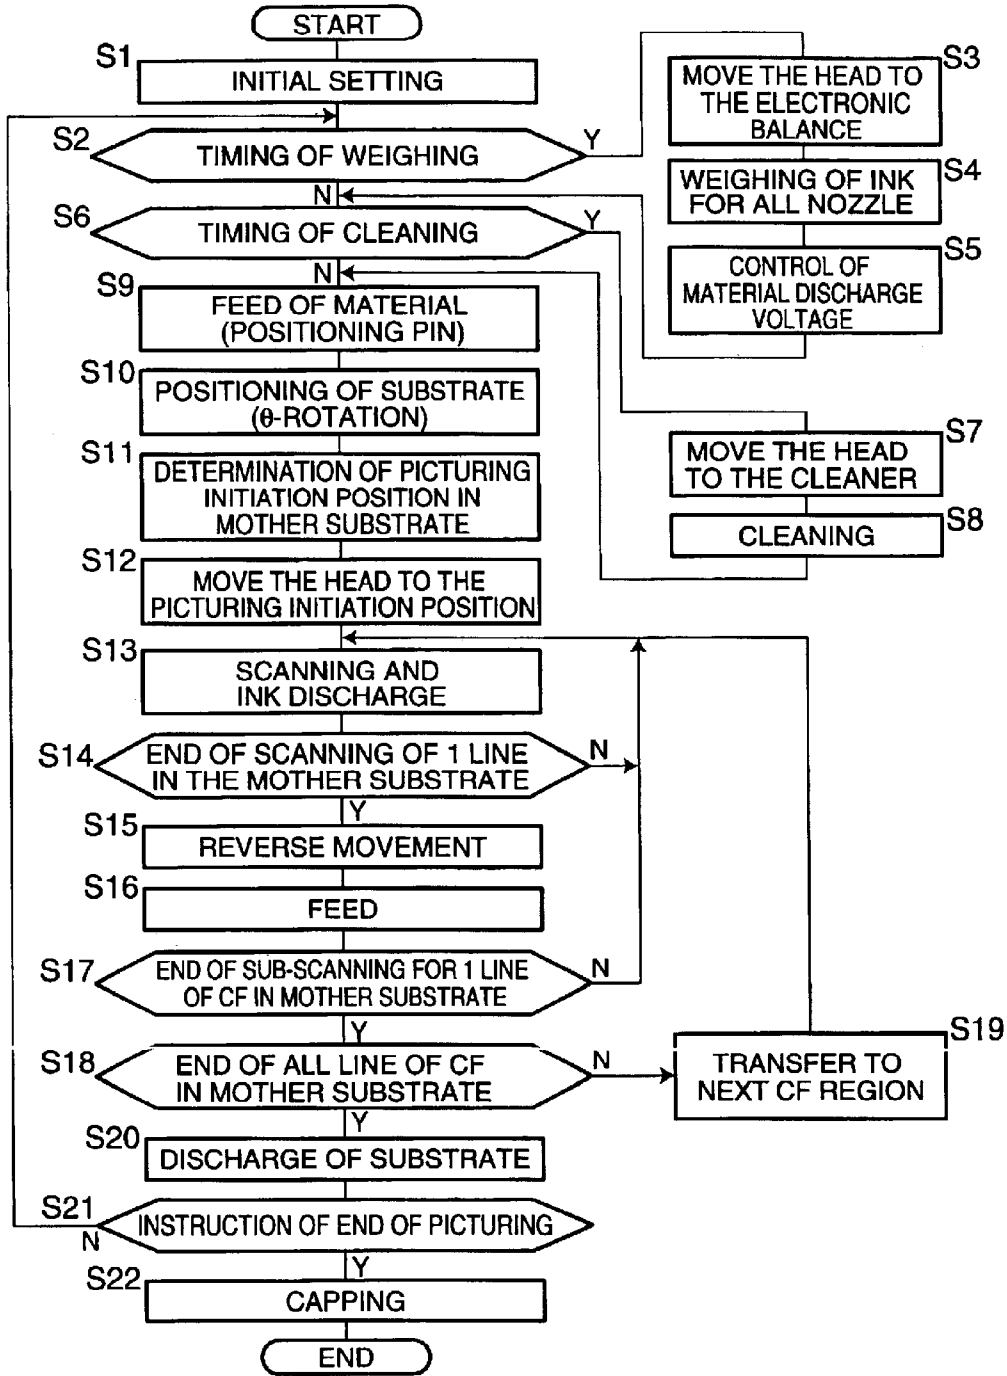 START
S1
INITIAL SETTING
S2
TIMING OF WEIGHING
Y
N
S3
MOVE THE HEAD TO
THE ELECTRONIC
BALANCE
S4
WEIGHING OF INK
FOR ALL NOZZLE
S5
CONTROL OF
MATERIAL DISCHARGE
VOLTAGE
S6
TIMING OF CLEANING
Y
N
S7
MOVE THE HEAD
TO THE CLEANER
S8
CLEANING
S9
FEED OF MATERIAL
(POSITIONING PIN)
S10
POSITIONING OF SUBSTRATE
(θ-ROTATION)
S11
DETERMINATION OF PICTURING
INITIATION POSITION IN
MOTHER SUBSTRATE
S12
MOVE THE HEAD TO THE
PICTURING INITIATION POSITION
S13
SCANNING AND
INK DISCHARGE
S14
END OF SCANNING OF 1 LINE
IN THE MOTHER SUBSTRATE
N
Y
S15
REVERSE MOVEMENT
S16
FEED
S17
END OF SUB-SCANNING FOR 1 LINE
OF CF IN MOTHER SUBSTRATE
N
Y
S18
END OF ALL LINE OF CF
IN MOTHER SUBSTRATE
N
Y
S19
TRANSFER TO
NEXT CF REGION
S20
DISCHARGE OF SUBSTRATE
S21
INSTRUCTION OF END OF PICTURING
N
Y
S22
CAPPING
END